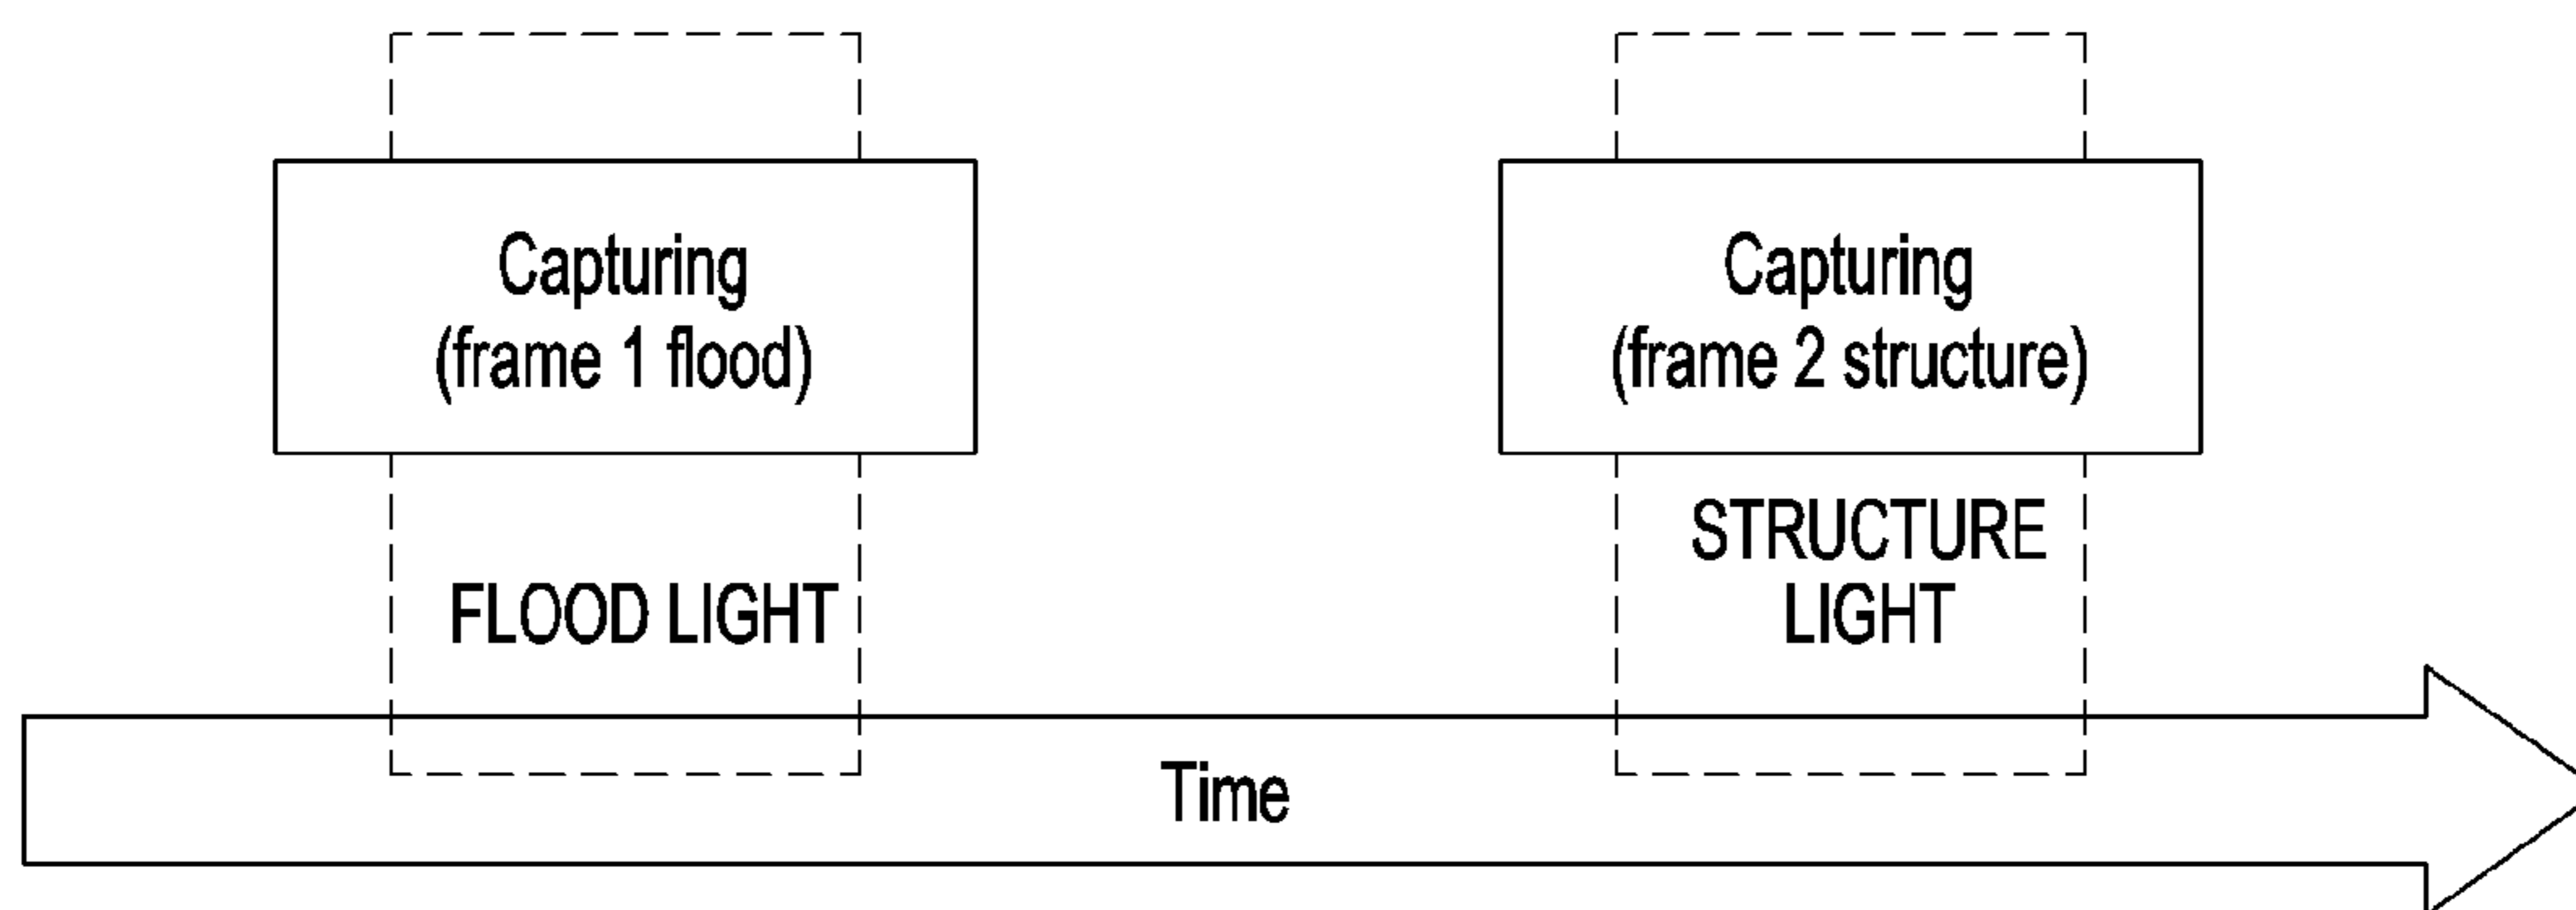 Capturing
(frame 1 flood)
FLOOD LIGHT
Capturing
(frame 2 structure)
STRUCTURE
LIGHT
Time